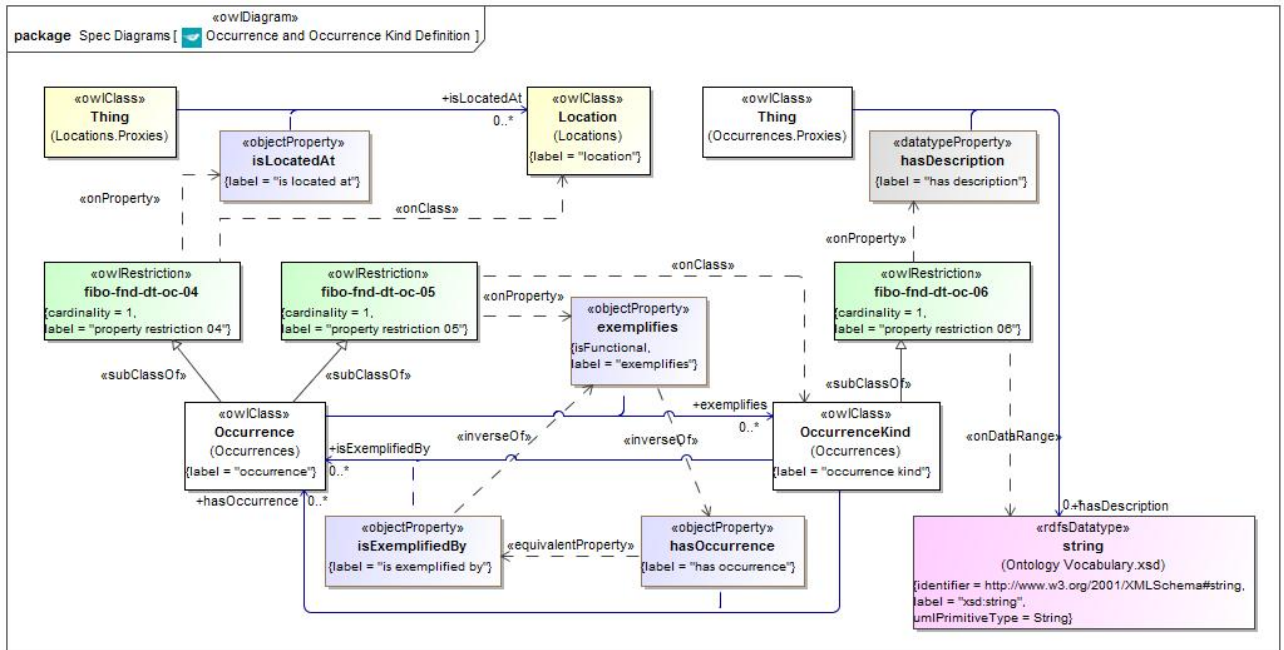 «owlDiagram»
package Spec Diagrams [ Occurrence and Occurrence Kind Definition ]
«owlClass»
Thing
(Locations.Proxies)
+isLocatedAt
0..*
«owlClass»
Location
(Locations)
{label = "location"}
«owlClass»
Thing
(Occurrences.Proxies)
«objectProperty»
isLocatedAt
{label = "is located at"}
«datatypeProperty»
hasDescription
{label = "has description"}
«onProperty»
«onClass»
«onProperty»
«owlRestriction»
fibo-fnd-dt-oc-04
{cardinality = 1,
label = "property restriction 04"}
«owlRestriction»
fibo-fnd-dt-oc-05
{cardinality = 1,
label = "property restriction 05"}
«onClass»
«onProperty»
«owlRestriction»
fibo-fnd-dt-oc-06
{cardinality = 1,
label = "property restriction 06"}
«objectProperty»
exemplifies
{isFunctional,
label = "exemplifies"}
«subClassOf»
«subClassOf»
«subClassOf»
«owlClass»
Occurrence
(Occurrences)
{label = "occurrence"}
+exemplifies
0..*
«owlClass»
OccurrenceKind
(Occurrences)
{label = "occurrence kind"}
«inverseOf»
«inverseOf»
«onDataRange»
+isExemplifiedBy
0..*
+hasOccurrence 0..*
0..*
+hasDescription
«objectProperty»
isExemplifiedBy
{label = "is exemplified by"}
«equivalentProperty»
«objectProperty»
hasOccurrence
{label = "has occurrence"}
«rdfsDatatype»
string
(Ontology Vocabulary.xsd)
{identifier = http://www.w3.org/2001/XMLSchema#string,
label = "xsd:string",
umlPrimitiveType = String}